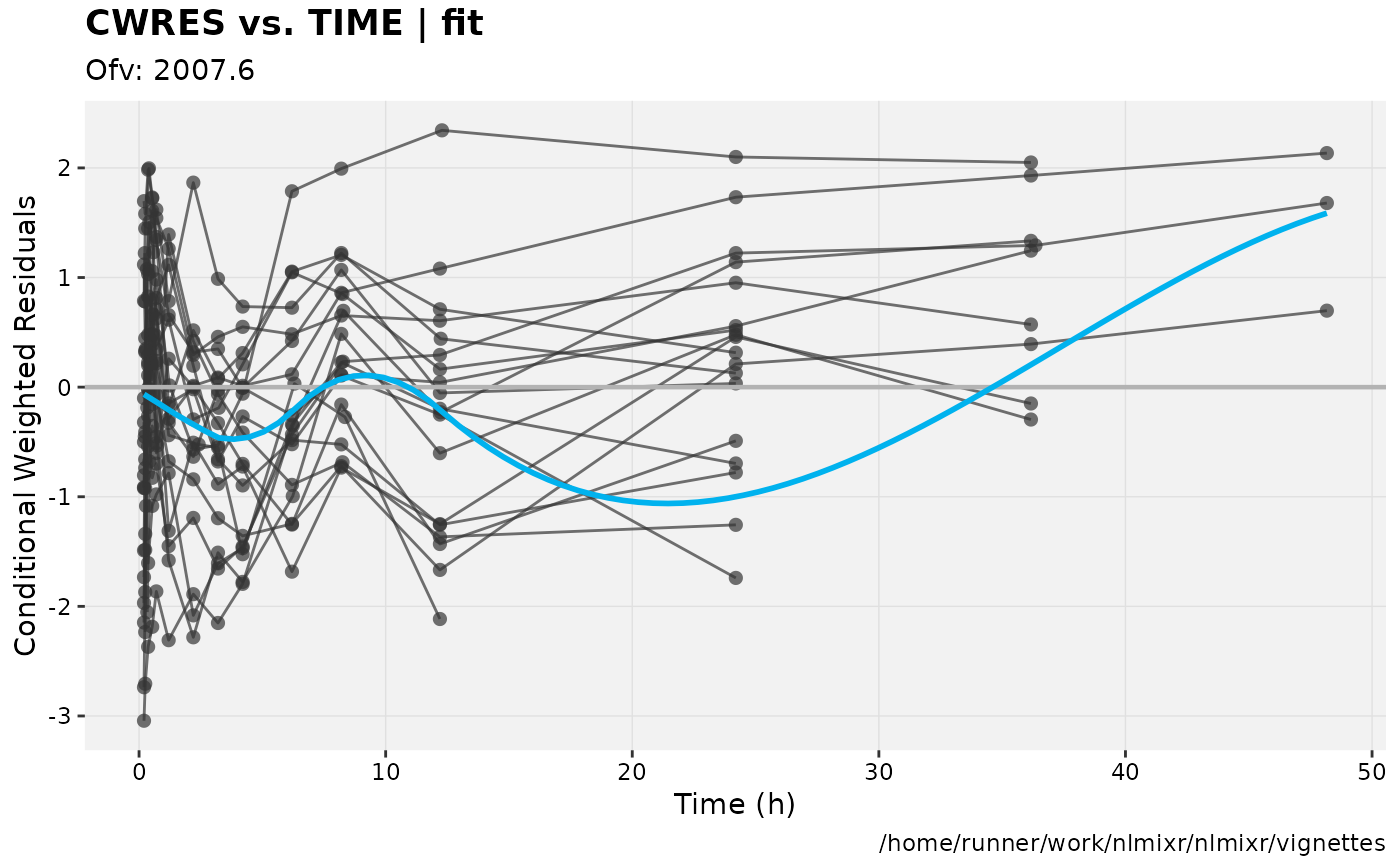 CWRES vs. TIME | fit
Ofv: 2007.6
Conditional Weighted Residuals
2
1
0
-1
-2
-3
0 10 20 30 40 50
Time (h)
/home/runner/work/nlmixr/nlmixr/vignettes